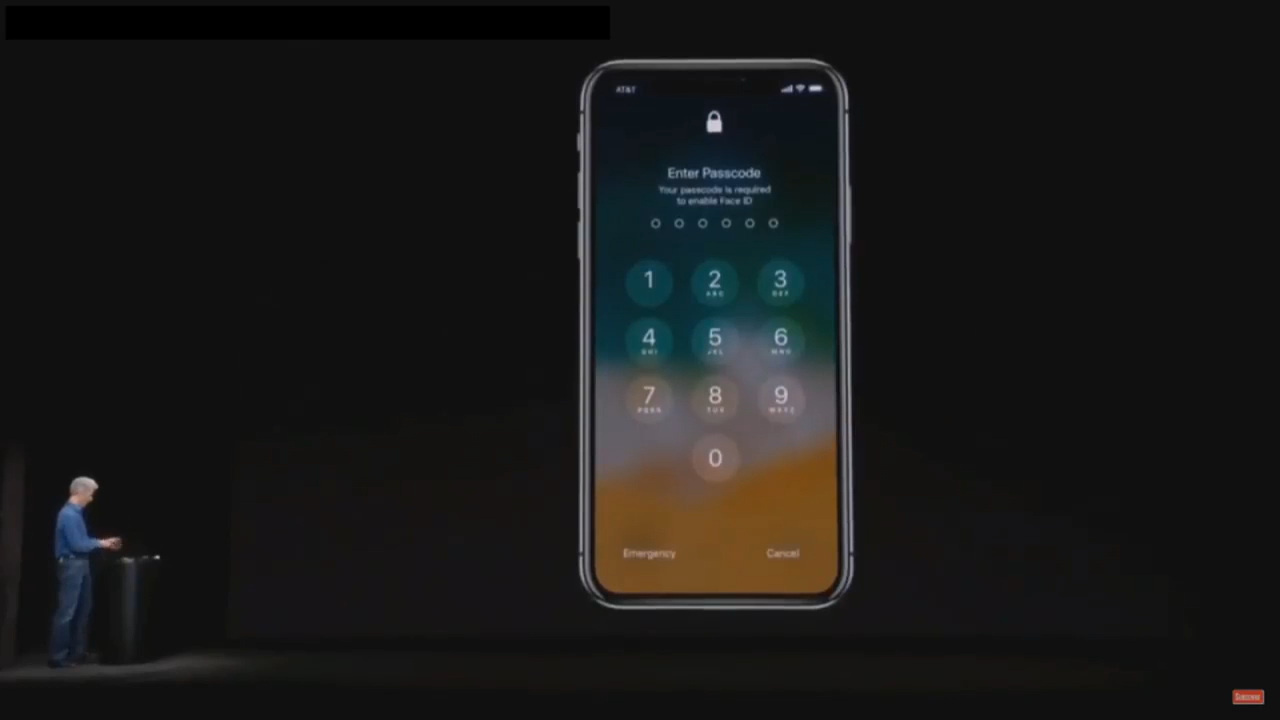 AT&T
Enter Passcode
Your passcode is required
to enable Face ID
1 2 3
ABC DEF
4 5 6
GHI JKL MNO
7 8 9
PQRS TUV WXYZ
0
Emergency Cancel
SUBSCRIBE